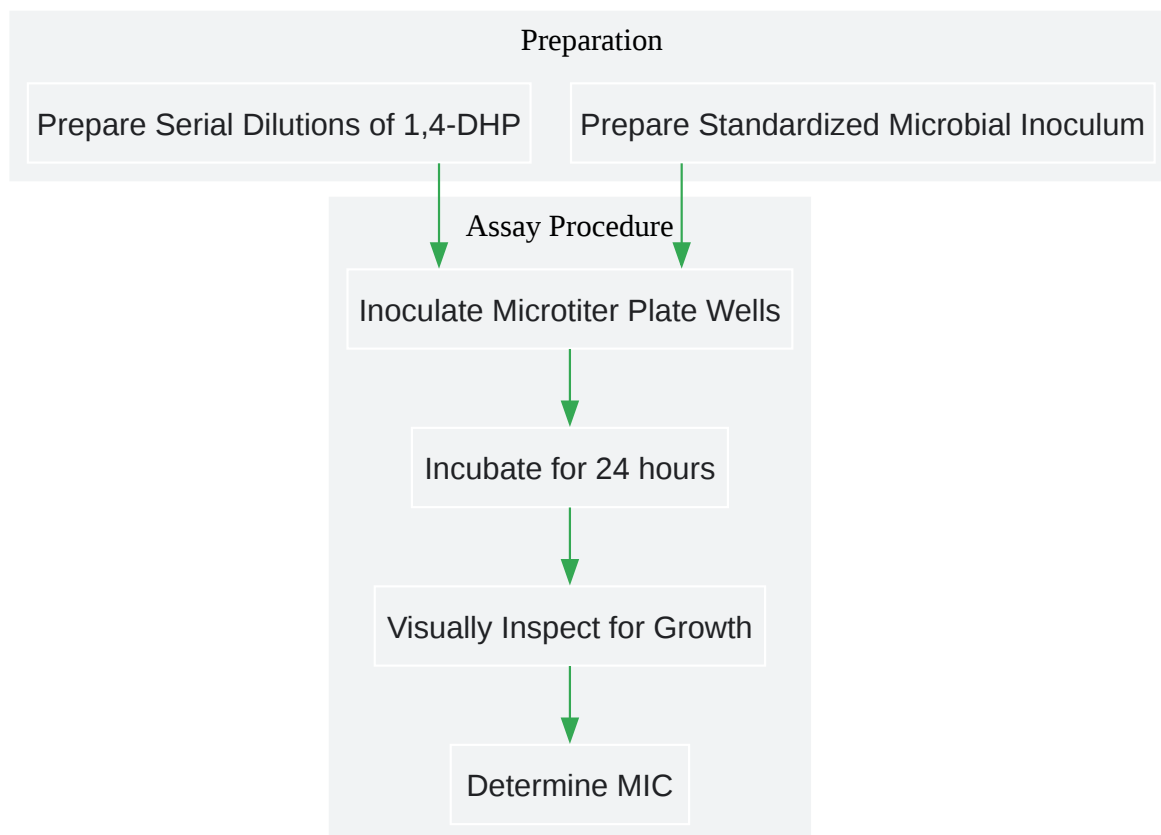 Preparation
Prepare Serial Dilutions of 1,4-DHP
Prepare Standardized Microbial Inoculum
Assay Procedure
Inoculate Microtiter Plate Wells
Incubate for 24 hours
Visually Inspect for Growth
Determine MIC